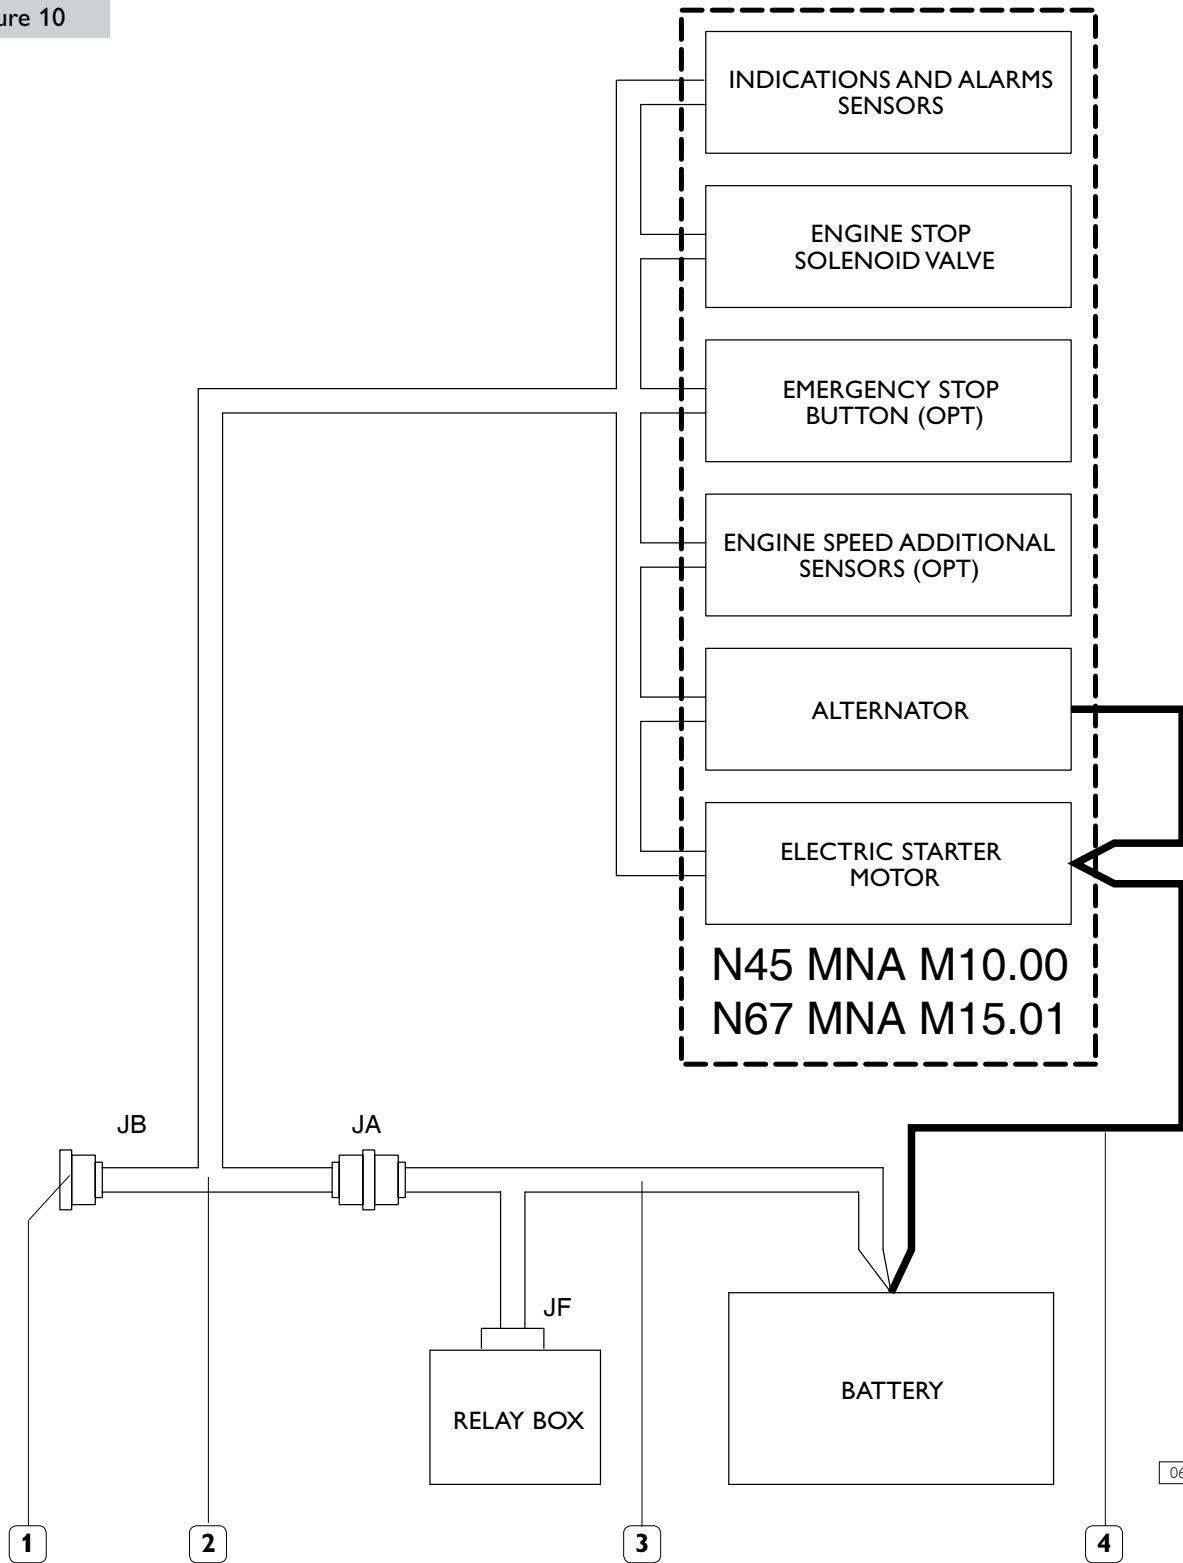 10
INDICATIONS AND ALARMS
SENSORS
ENGINE STOP
SOLENOID VALVE
EMERGENCY STOP
BUTTON (OPT)
ENGINE SPEED ADDITIONAL
SENSORS (OPT)
ALTERNATOR
ELECTRIC STARTER
MOTOR
N45 MNA M10.00
N67 MNA M15.01
JB
JA
JF
RELAY BOX
BATTERY
1
2
3
4